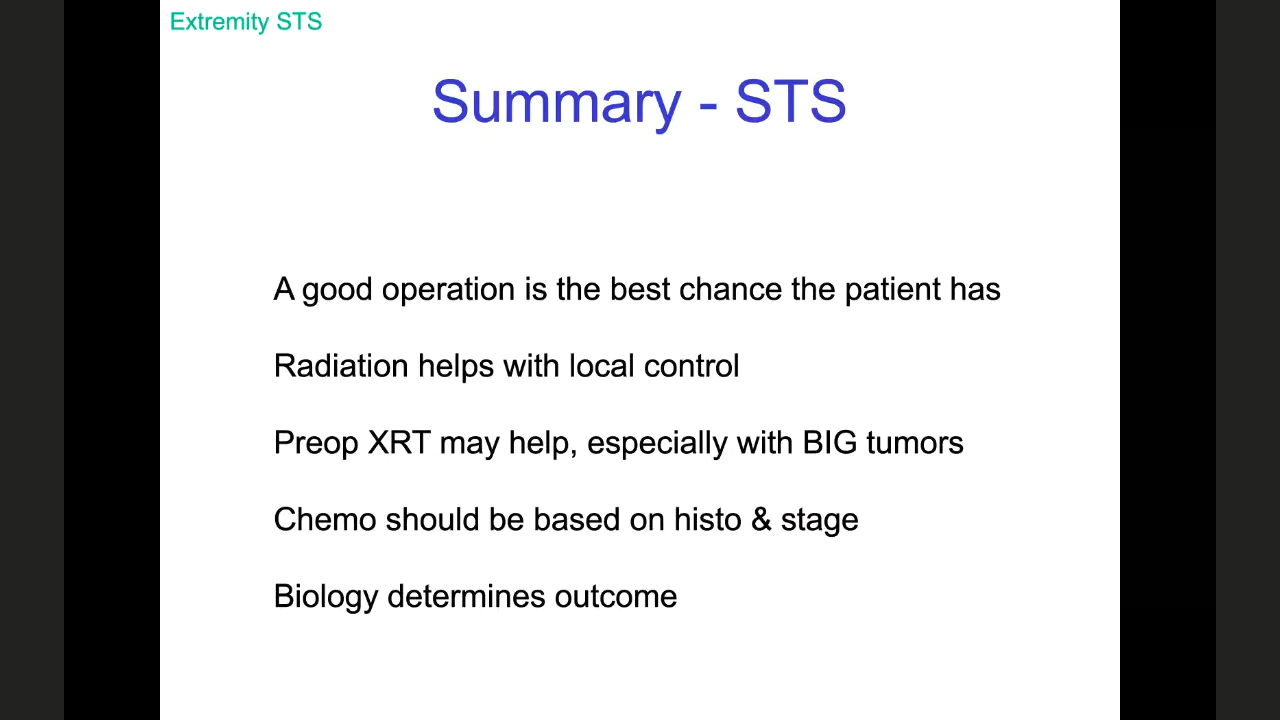 Extremity STS
Summary - STS
A good operation is the best chance the patient has
Radiation helps with local control
Preop XRT may help, especially with BIG tumors
Chemo should be based on histo & stage
Biology determines outcome